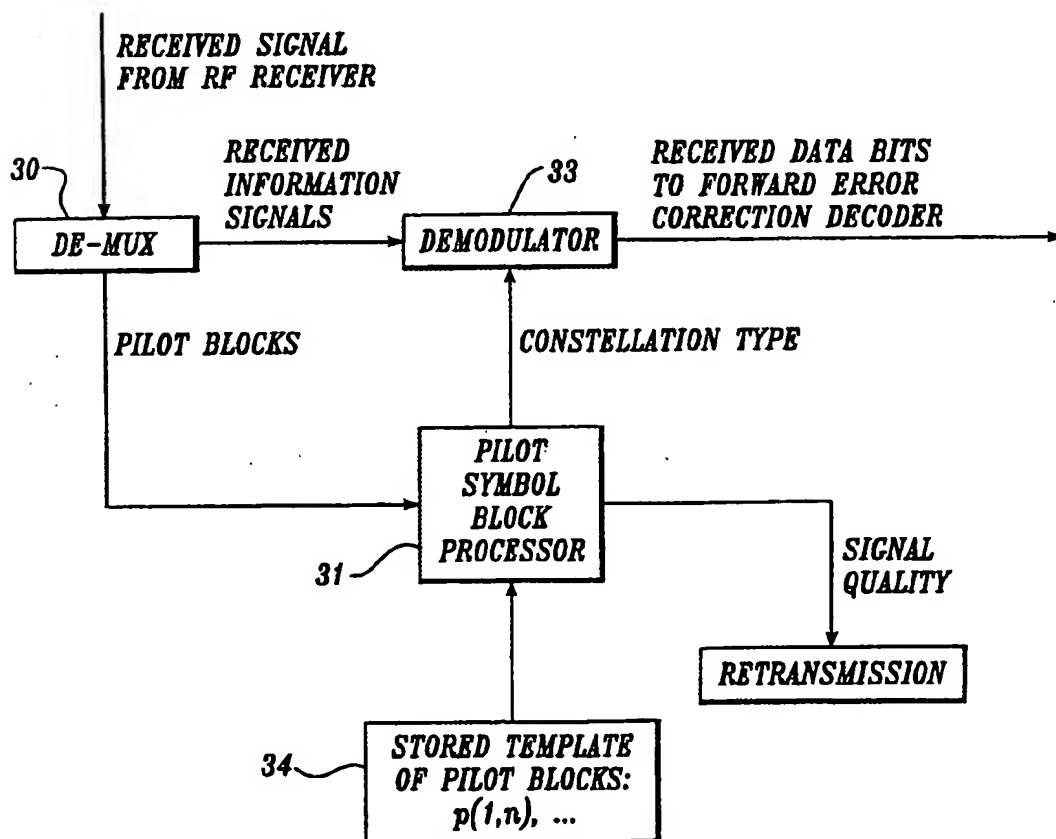 RECEIVED SIGNAL
FROM RF RECEIVER
30
RECEIVED
INFORMATION
SIGNALS
33
RECEIVED DATA BITS
TO FORWARD ERROR
CORRECTION DECODER
DE-MUX
DEMODULATOR
PILOT BLOCKS
CONSTELLATION TYPE
PILOT
SYMBOL
BLOCK
PROCESSOR
31
SIGNAL
QUALITY
RETRANSMISSION
34
STORED TEMPLATE
OF PILOT BLOCKS:
p(1,n), ...